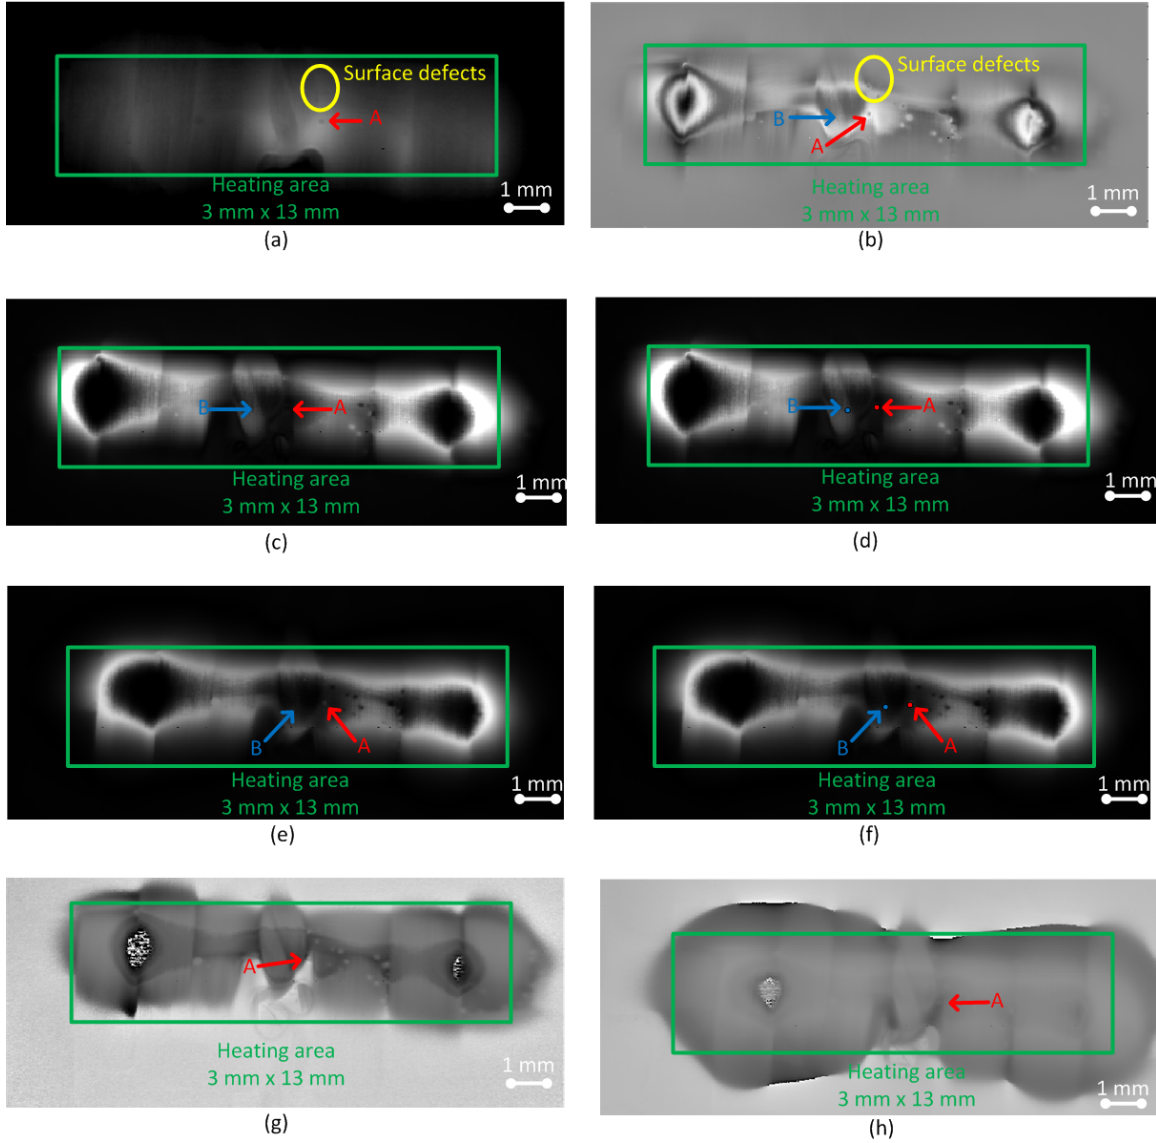 Surface defects
A
Heating area
3 mm x 13 mm
1 mm
(a)
Surface defects
B
A
Heating area
3 mm x 13 mm
1 mm
(b)
B
A
Heating area
3 mm x 13 mm
1 mm
(c)
B
A
Heating area
3 mm x 13 mm
1 mm
(d)
B
A
Heating area
3 mm x 13 mm
1 mm
(e)
B
A
Heating area
3 mm x 13 mm
1 mm
(f)
A
Heating area
3 mm x 13 mm
1 mm
(g)
A
Heating area
3 mm x 13 mm
1 mm
(h)